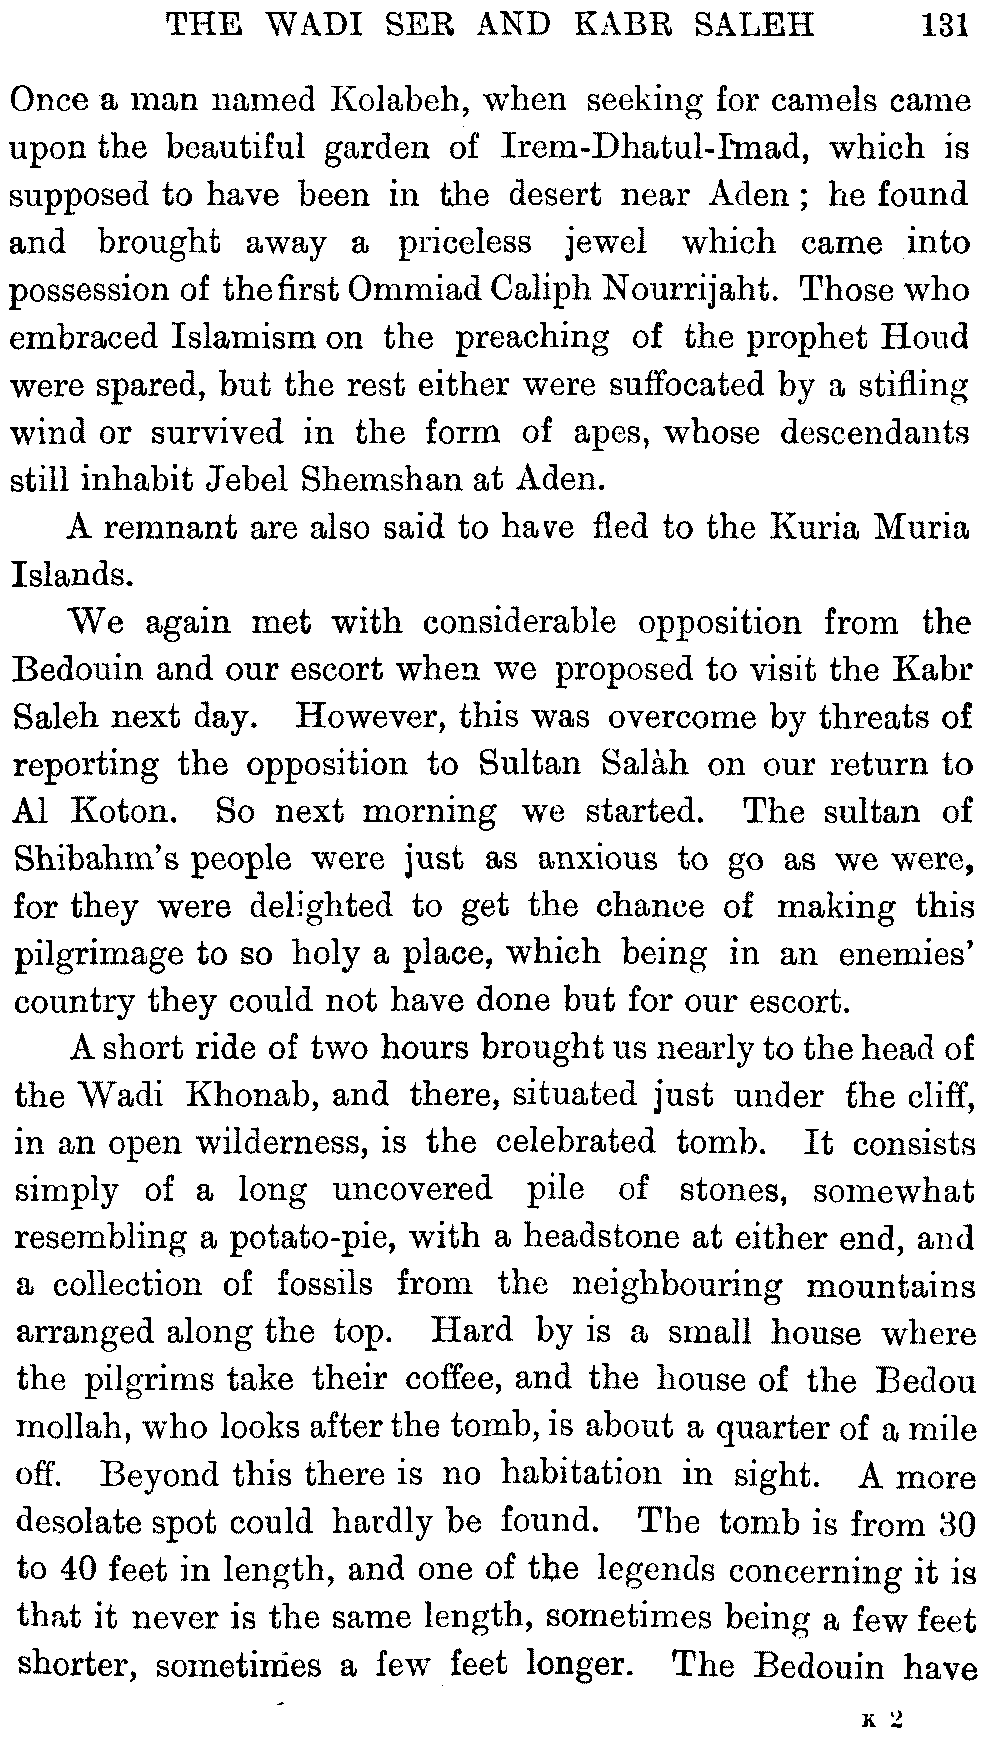 THE WADI SER AND KABR SALEH 131
Once a man named Kolabeh, when seeking for camels came
upon the beautiful garden of Irem-Dhatul-Imad, which is
supposed to have been in the desert near Aden ; he found
and brought away a priceless jewel which came into
possession of the first Ommiad Caliph Nourrijaht. Those who
embraced Islamism on the preaching of the prophet Houd
were spared, but the rest either were suffocated by a stifling
wind or survived in the form of apes, whose descendants
still inhabit Jebel Shemshan at Aden.
A remnant are also said to have fled to the Kuria Muria
Islands.
We again met with considerable opposition from the
Bedouin and our escort when we proposed to visit the Kabr
Saleh next day. However, this was overcome by threats of
reporting the opposition to Sultan Salàh on our return to
Al Koton. So next morning we started. The sultan of
Shibahm's people were just as anxious to go as we were,
for they were delighted to get the chance of making this
pilgrimage to so holy a place, which being in an enemies'
country they could not have done but for our escort.
A short ride of two hours brought us nearly to the head of
the Wadi Khonab, and there, situated just under the cliff,
in an open wilderness, is the celebrated tomb. It consists
simply of a long uncovered pile of stones, somewhat
resembling a potato-pie, with a headstone at either end, and
a collection of fossils from the neighbouring mountains
arranged along the top. Hard by is a small house where
the pilgrims take their coffee, and the house of the Bedou
mollah, who looks after the tomb, is about a quarter of a mile
off. Beyond this there is no habitation in sight. A more
desolate spot could hardly be found. The tomb is from 30
to 40 feet in length, and one of the legends concerning it is
that it never is the same length, sometimes being a few feet
shorter, sometimes a few feet longer. The Bedouin have
K 2